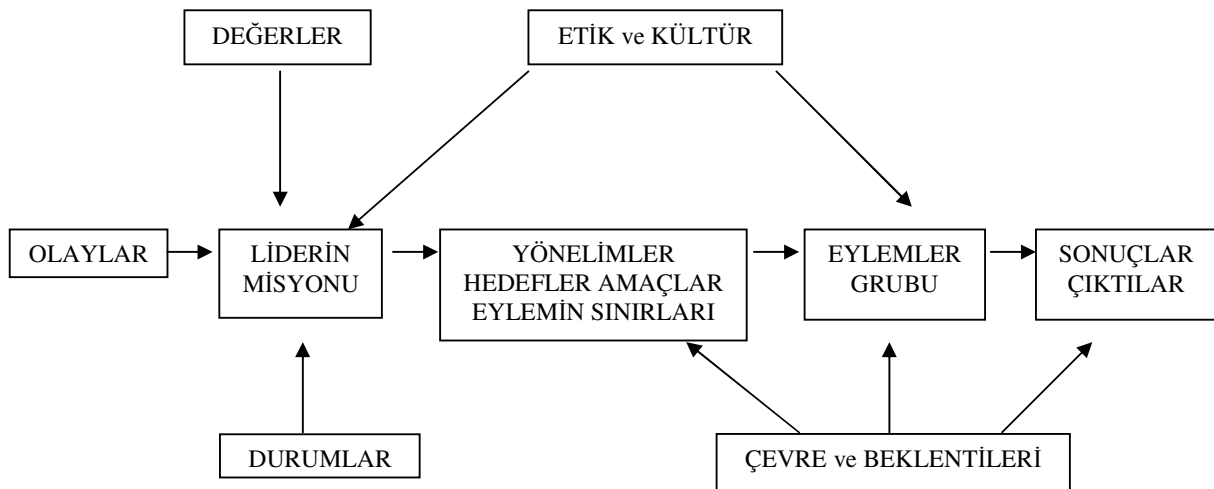 DEĞERLER
ETİK ve KÜLTÜR
OLAYLAR
LİDERİN
MİSYONU
YÖNELİMLER
HEDEFLER AMAÇLAR
EYLEMİN SINIRLARI
EYLEMLER
GRUBU
SONUÇLAR
ÇIKTILAR
DURUMLAR
ÇEVRE ve BEKLENTİLERİ